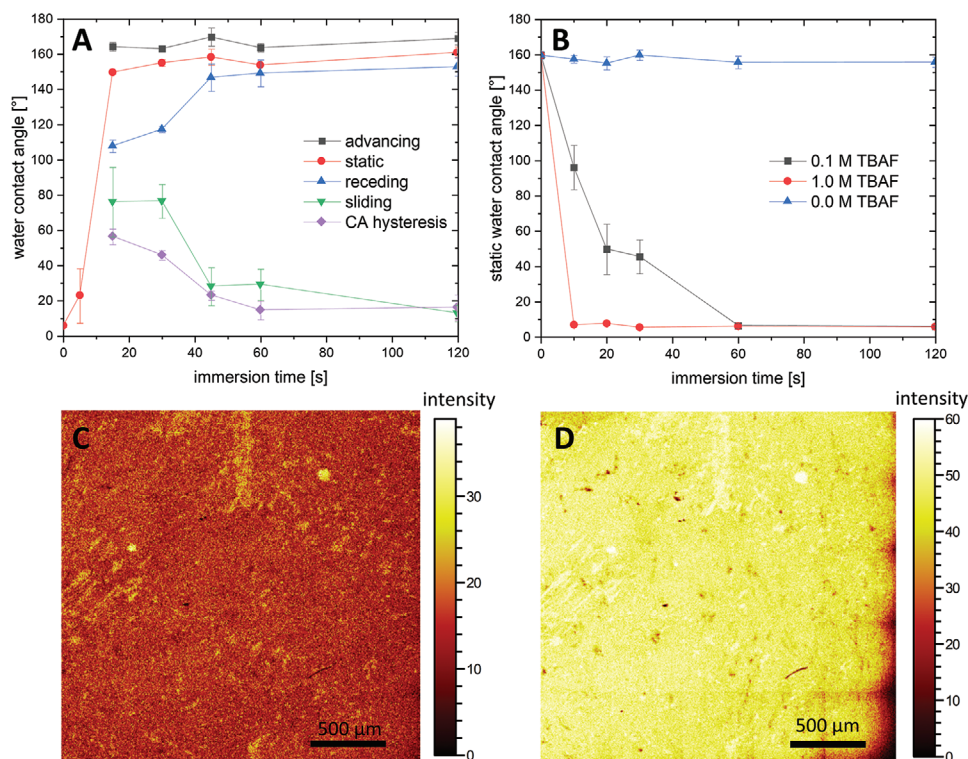 A
water contact angle [°]
180
160
140
120
100
80
60
40
20
0
advancing
static
receding
sliding
CA hysteresis
0 20 40 60 80 100 120
immersion time [s]
B
static water contact angle [°]
180
160
140
120
100
80
60
40
20
0
0.1 M TBAF
1.0 M TBAF
0.0 M TBAF
0 20 40 60 80 100 120
immersion time [s]
C
intensity
30
20
10
0
500 µm
D
intensity
60
50
40
30
20
10
0
500 µm